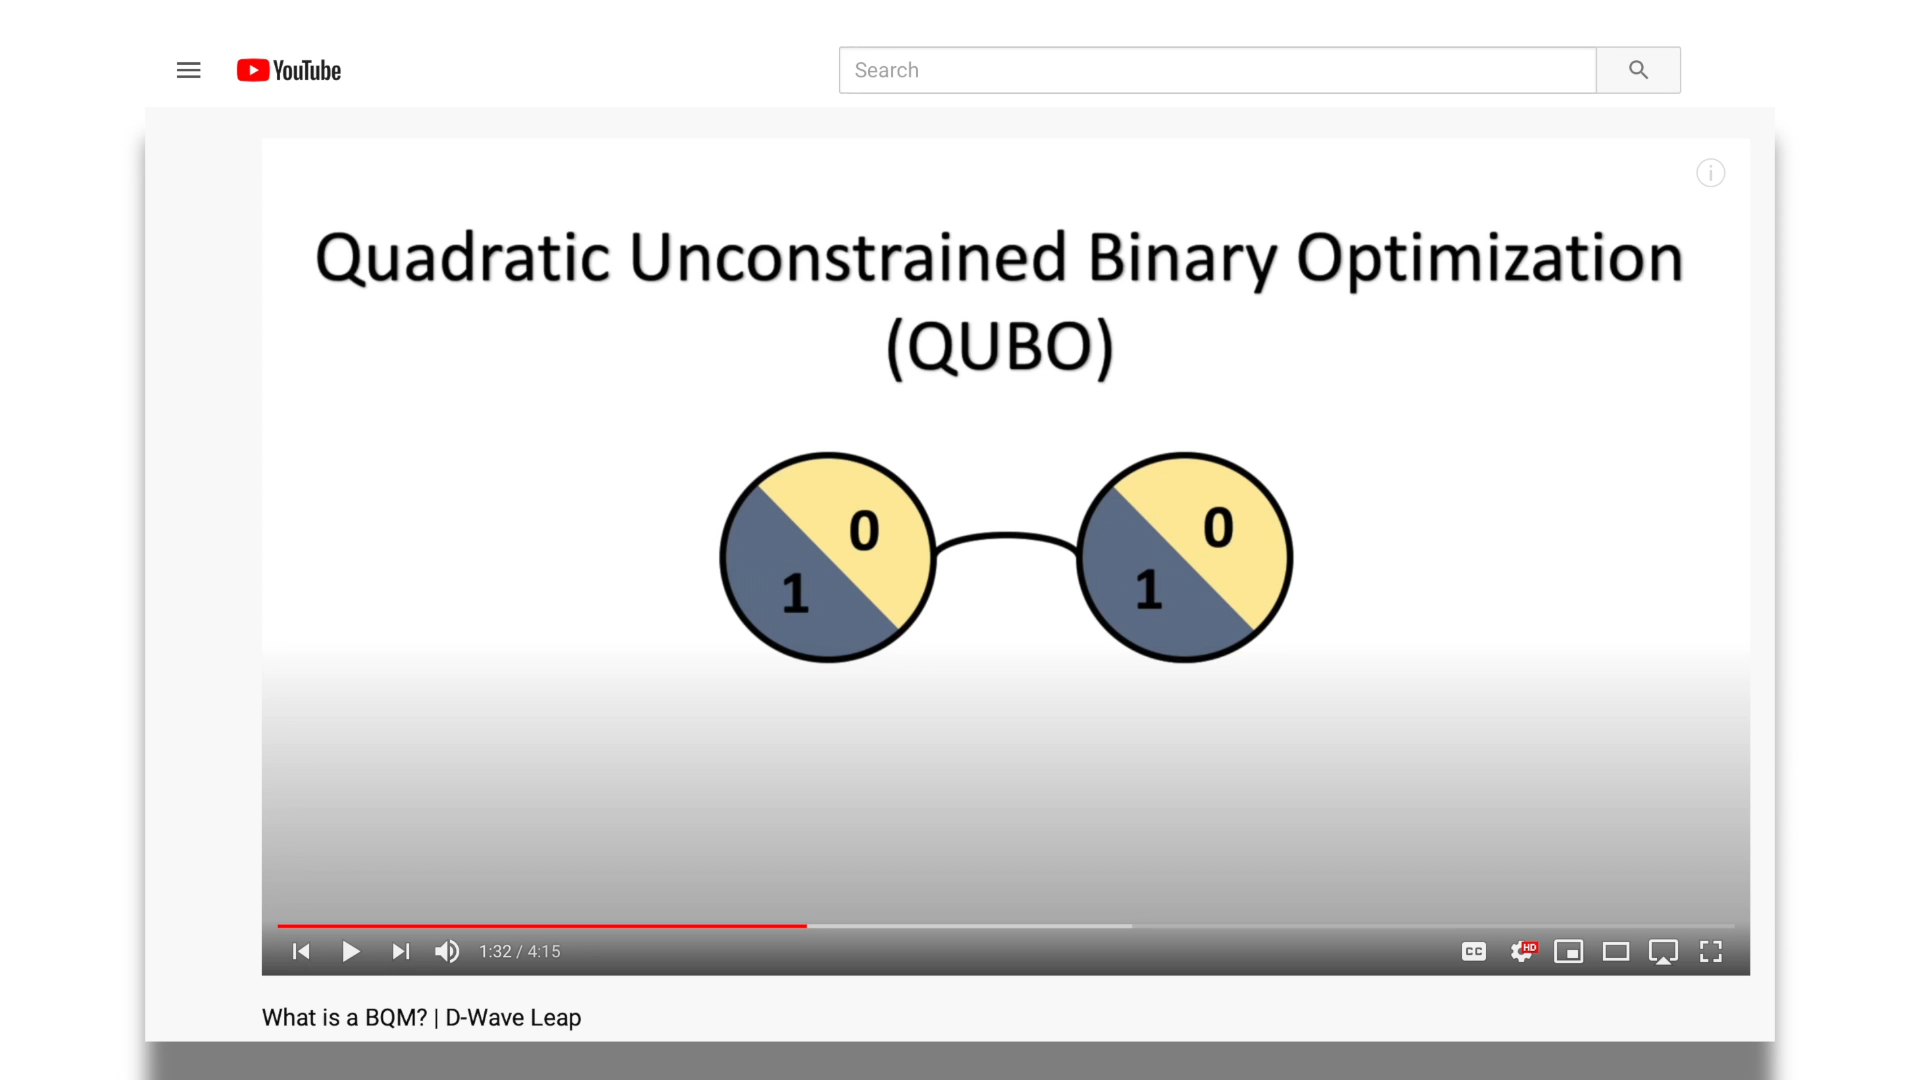 YouTube
Search
Quadratic Unconstrained Binary Optimization
(QUBO)
0
1
0
1
1:32 / 4:15
CC
HD
What is a BQM? | D-Wave Leap